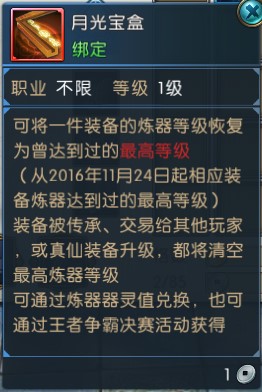 月光宝盒
绑定
职业 不限 等级 1级
可将一件装备的炼器等级恢复
为曾达到过的最高等级
（从2016年11月24日起相应装
备炼器达到过的最高等级）
装备被传承、交易给其他玩家
，或真仙装备升级，都将清空
最高炼器等级
可通过炼器器灵值兑换，也可
通过王者争霸决赛活动获得
1